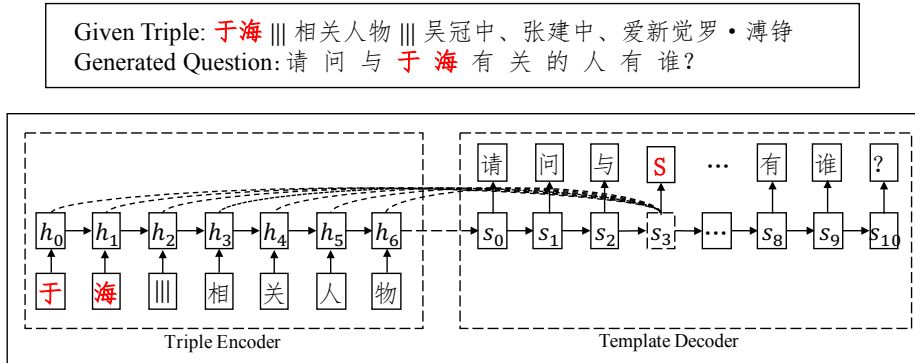 Given Triple: 于海 ||| 相关人物 ||| 吴冠中、张建中、爱新觉罗·溥铮
Generated Question: 请 问 与 于 海 有 关 的 人 有 谁？
请 问 与 S … 有 谁 ？
h0 h1 h2 h3 h4 h5 h6 s0 s1 s2 s3 … s8 s9 s10
于 海 ||| 相 关 人 物
Triple Encoder Template Decoder